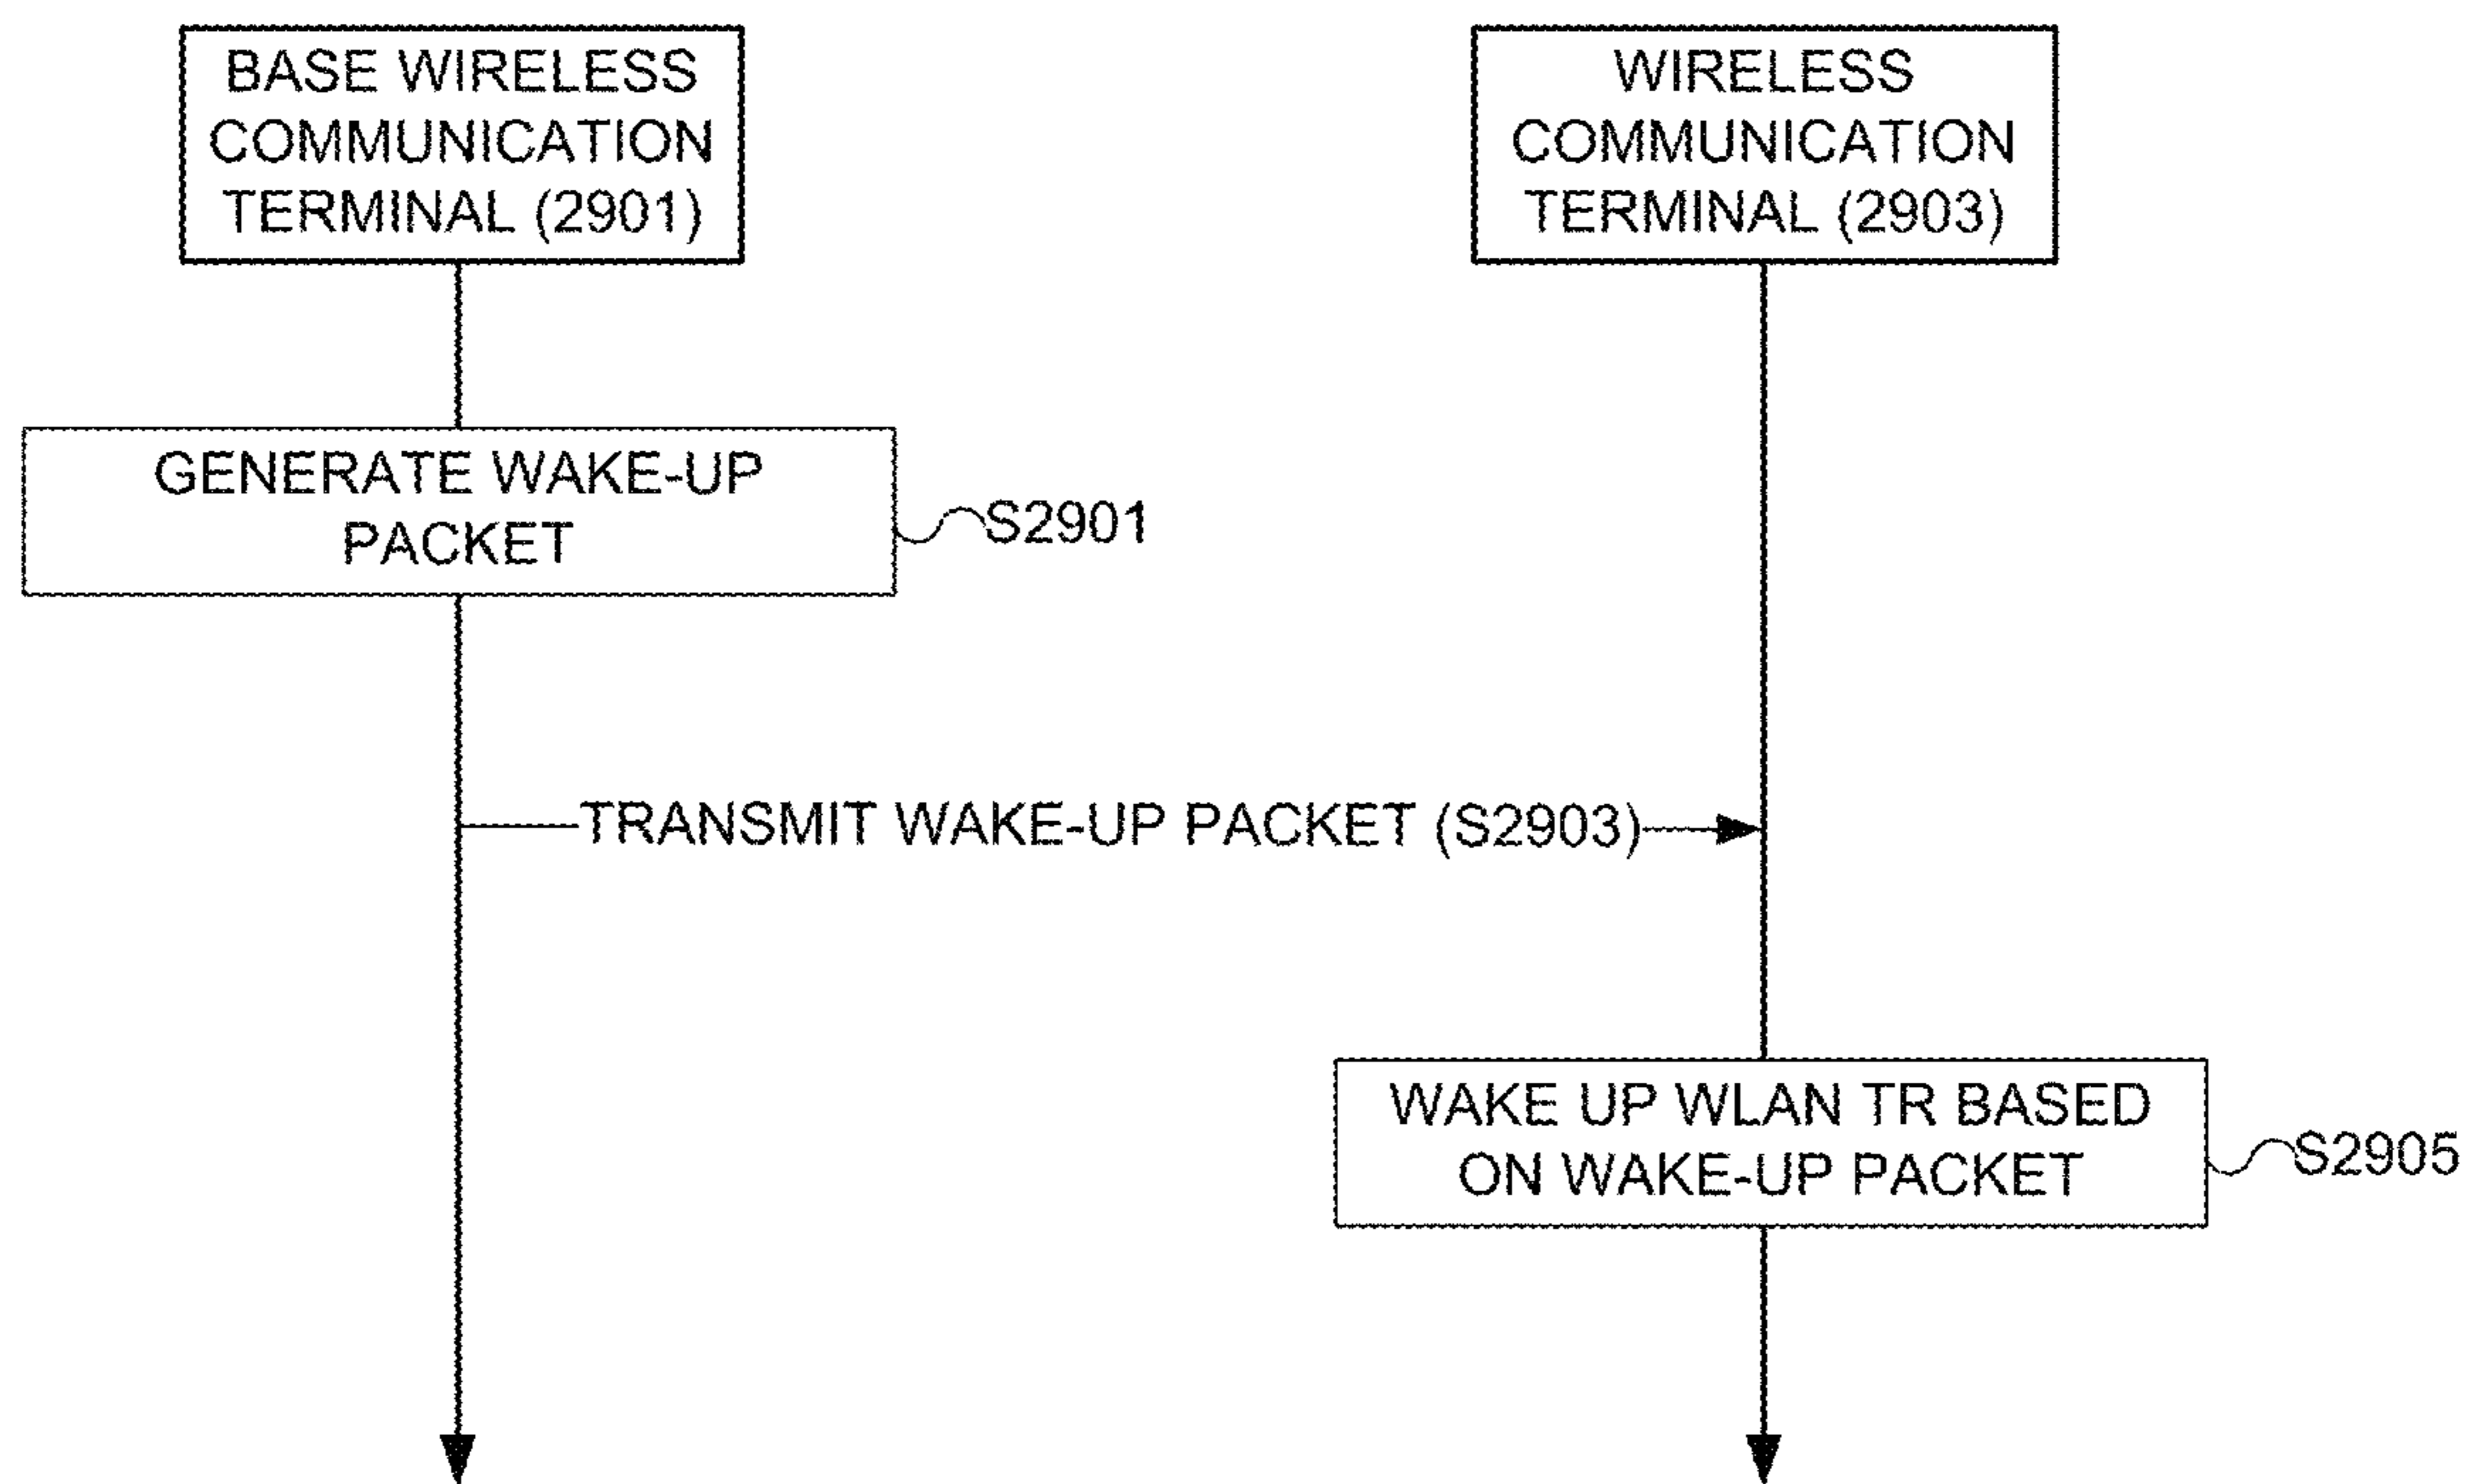 BASE WIRELESS
COMMUNICATION
TERMINAL (2901)
WIRELESS
COMMUNICATION
TERMINAL (2903)
GENERATE WAKE-UP
PACKET
S2901
TRANSMIT WAKE-UP PACKET (S2903)
WAKE UP WLAN TR BASED
ON WAKE-UP PACKET
S2905